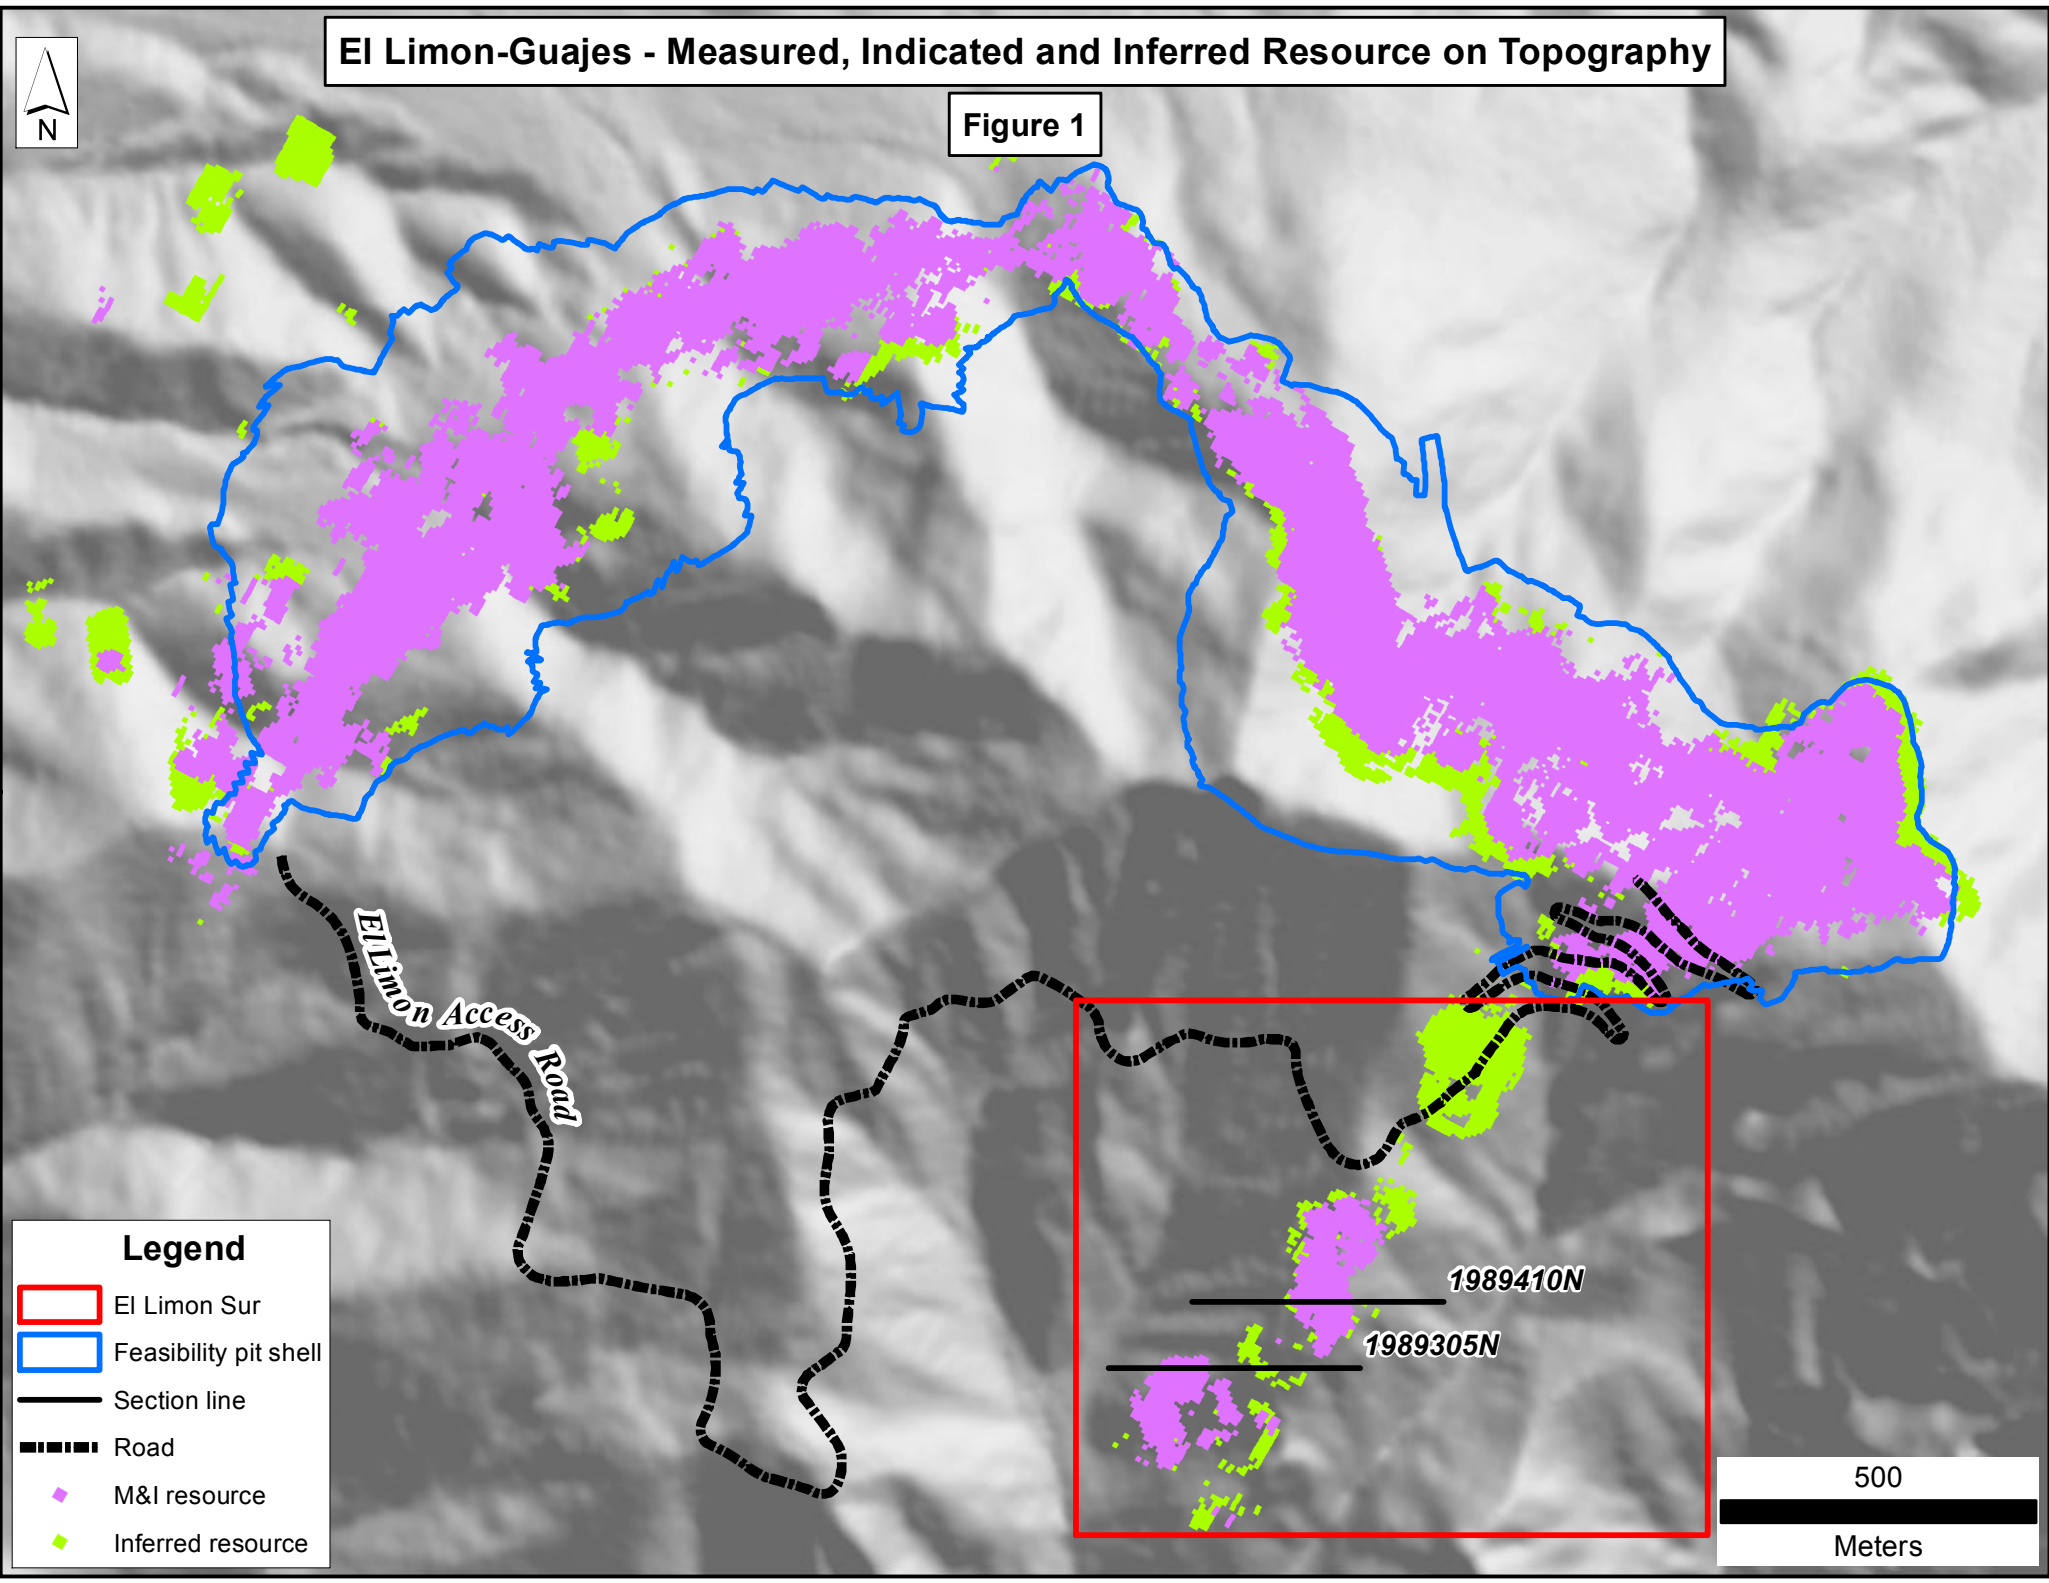 El Limon-Guajes - Measured, Indicated and Inferred Resource on Topography
Figure 1
N
El Limon Access Road
1989410N
1989305N
Legend
El Limon Sur
Feasibility pit shell
Section line
Road
M&I resource
Inferred resource
500
Meters